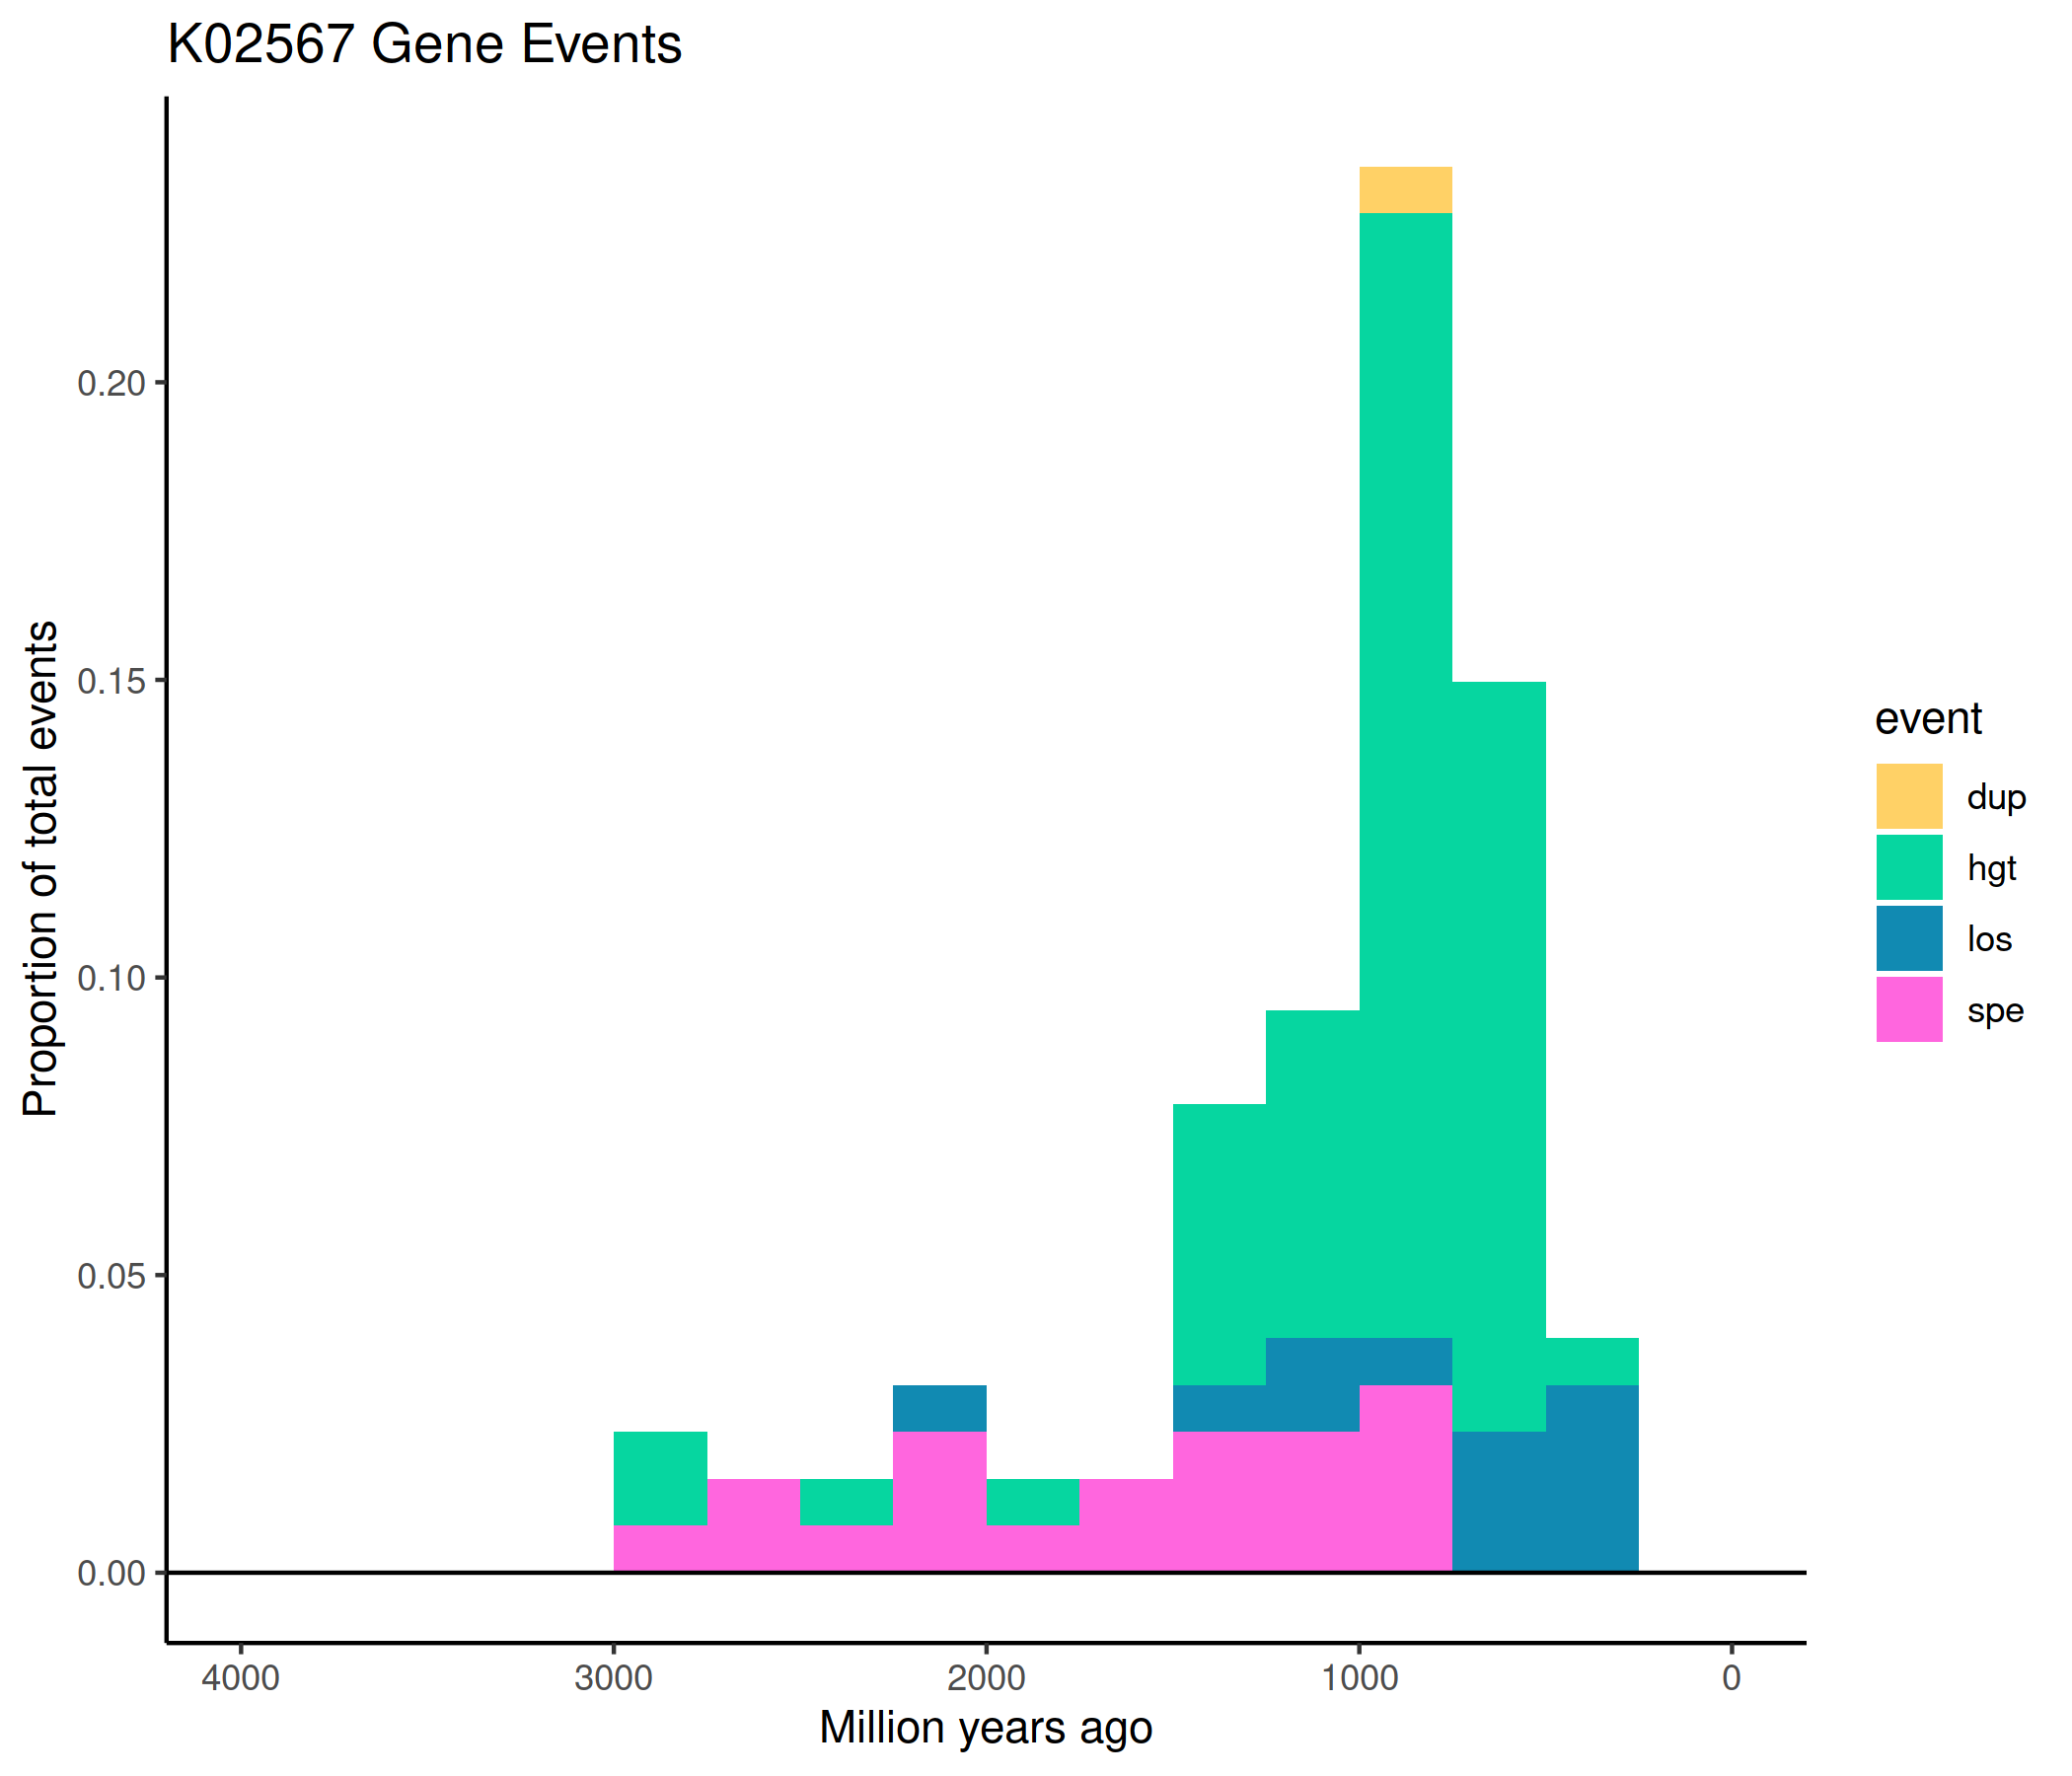 K02567 Gene Events
Proportion of total events
0.20
0.15
0.10
0.05
0.00
4000 3000 2000 1000 0
Million years ago
event
dup
hgt
los
spe